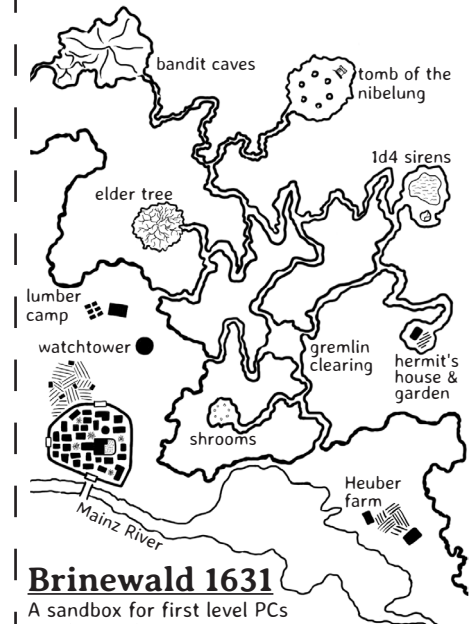 bandit caves
tomb of the
nibelung
1d4 sirens
elder tree
lumber
camp
watchtower
gremlin
clearing
hermit's
house &
garden
shrooms
Heuber
farm
Mainz River
Brinewald 1631
A sandbox for first level PCs